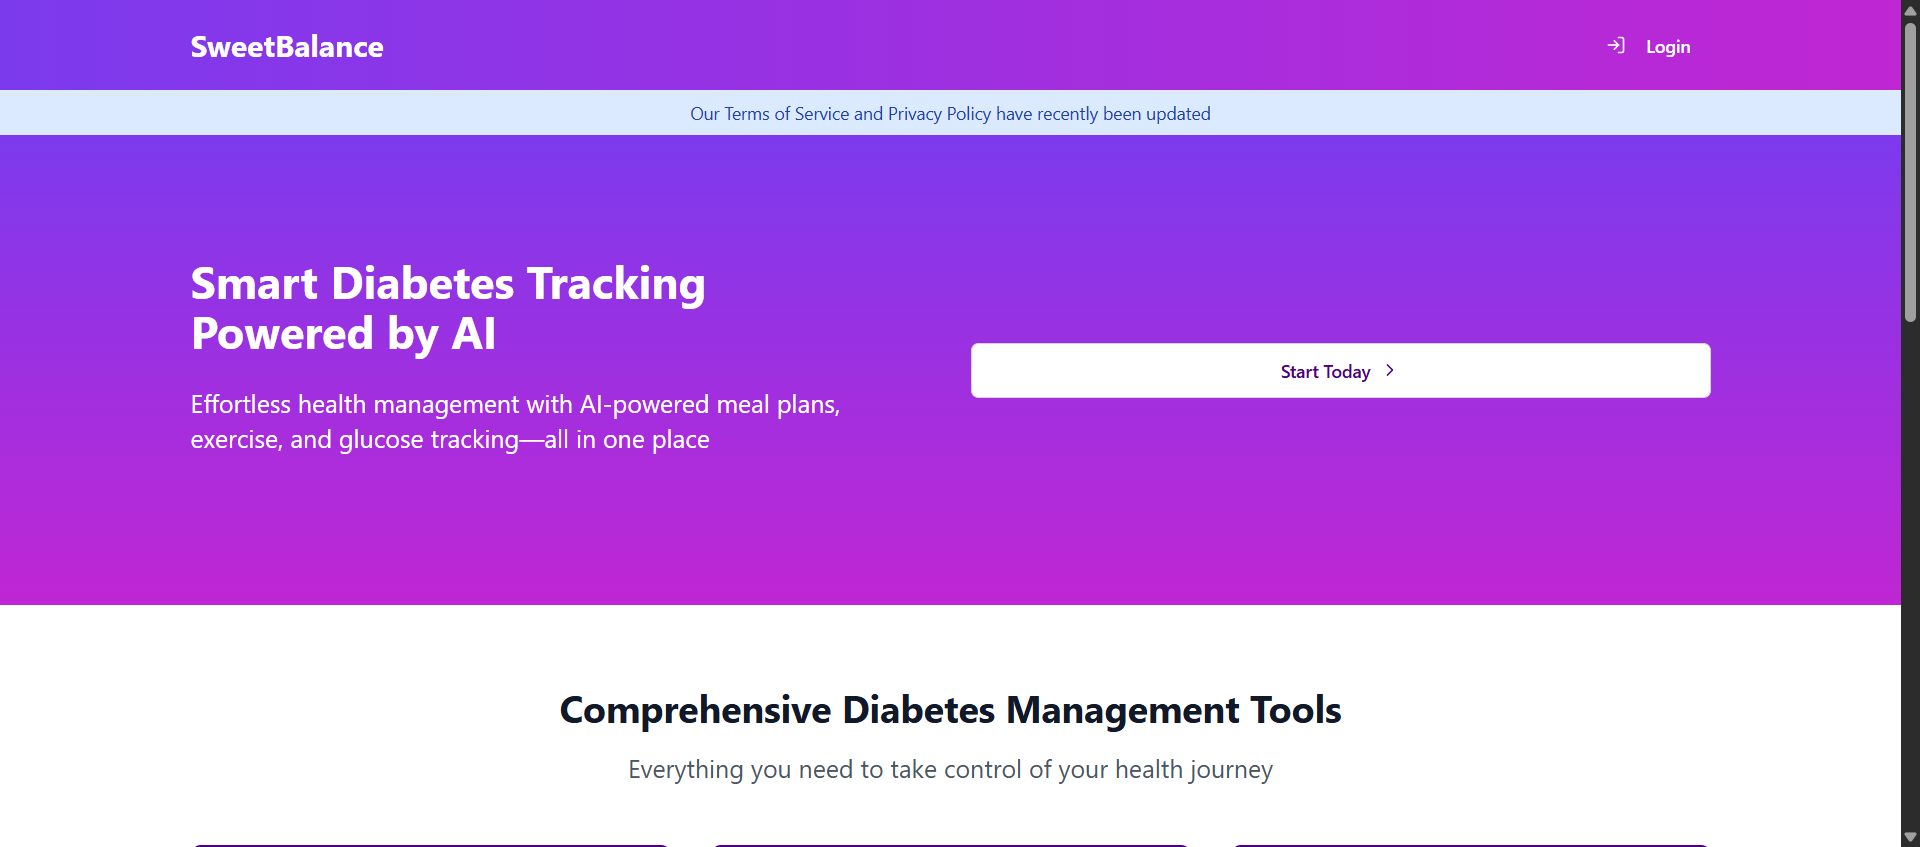 SweetBalance
Login
Our Terms of Service and Privacy Policy have recently been updated
Smart Diabetes Tracking
Powered by AI
Effortless health management with AI-powered meal plans,
exercise, and glucose tracking—all in one place
Start Today
Comprehensive Diabetes Management Tools
Everything you need to take control of your health journey